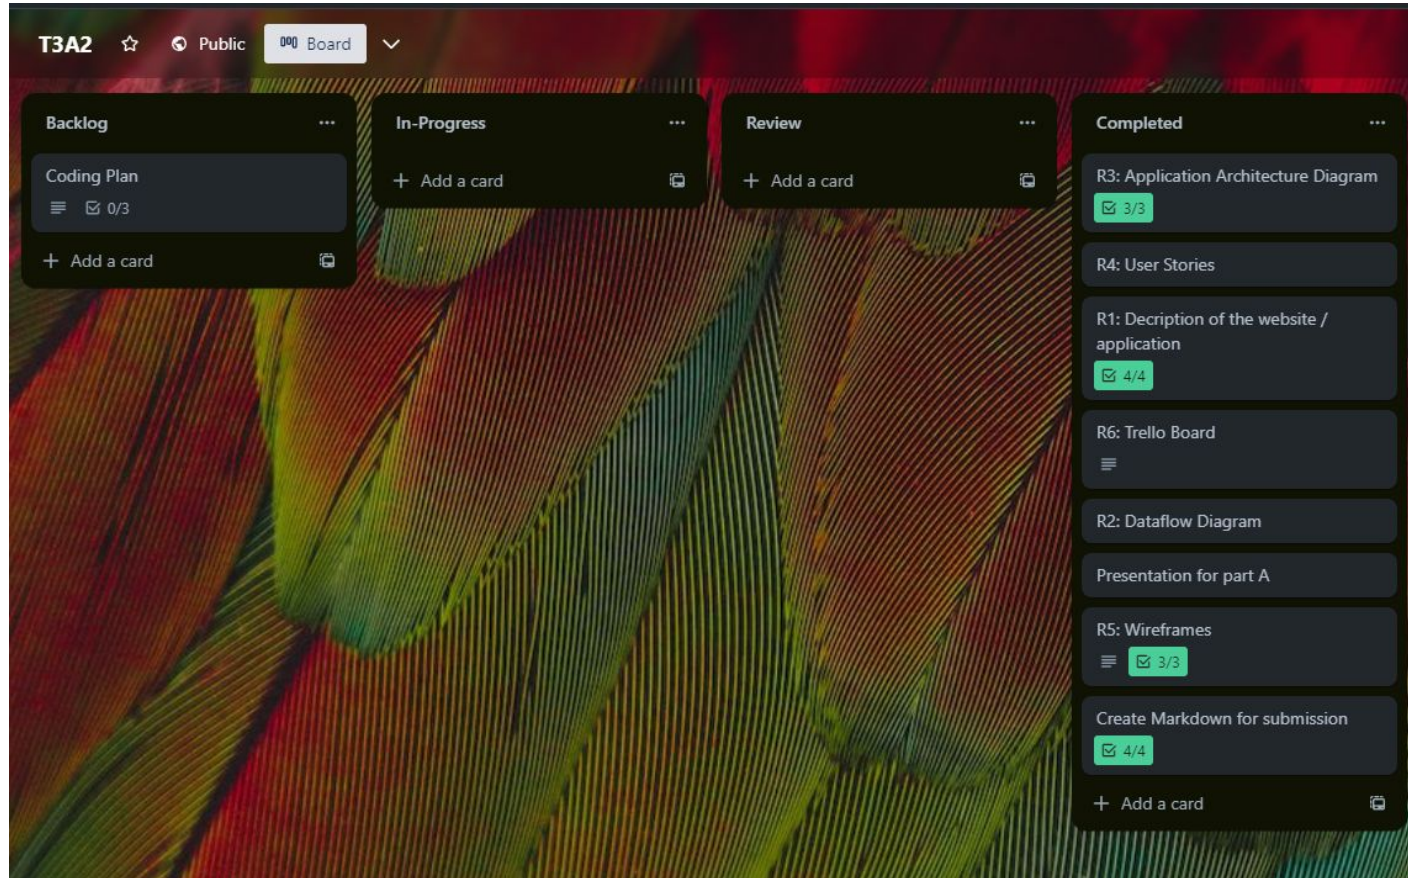 T3A2 Public Board
Backlog
Coding Plan
0/3
+ Add a card
In-Progress
+ Add a card
Review
+ Add a card
Completed
R3: Application Architecture Diagram
3/3
R4: User Stories
R1: Decription of the website /
application
4/4
R6: Trello Board
R2: Dataflow Diagram
Presentation for part A
R5: Wireframes
3/3
Create Markdown for submission
4/4
+ Add a card